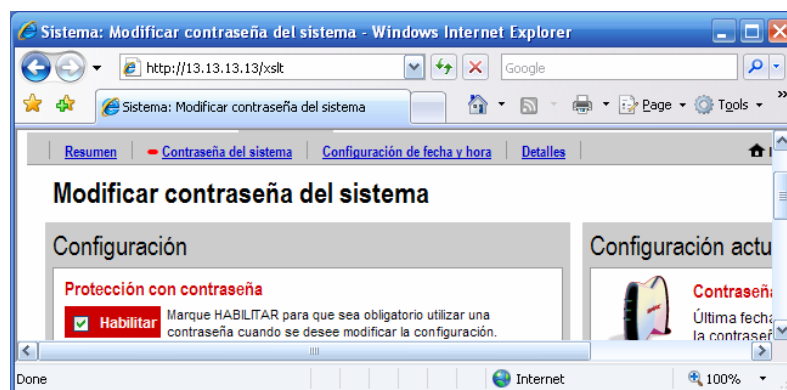 Sistema: Modificar contraseña del sistema - Windows Internet Explorer
http://13.13.13.13/xslt
Google
Sistema: Modificar contraseña del sistema
Page
Tools
»
Resumen | Contraseña del sistema | Configuración de fecha y hora | Detalles
Modificar contraseña del sistema
Configuración
Configuración actu
Protección con contraseña
Contraseña
Habilitar
Marque HABILITAR para que sea obligatorio utilizar una
contraseña cuando se desee modificar la configuración.
Última fecha
la contraseñ
Done
Internet
100%